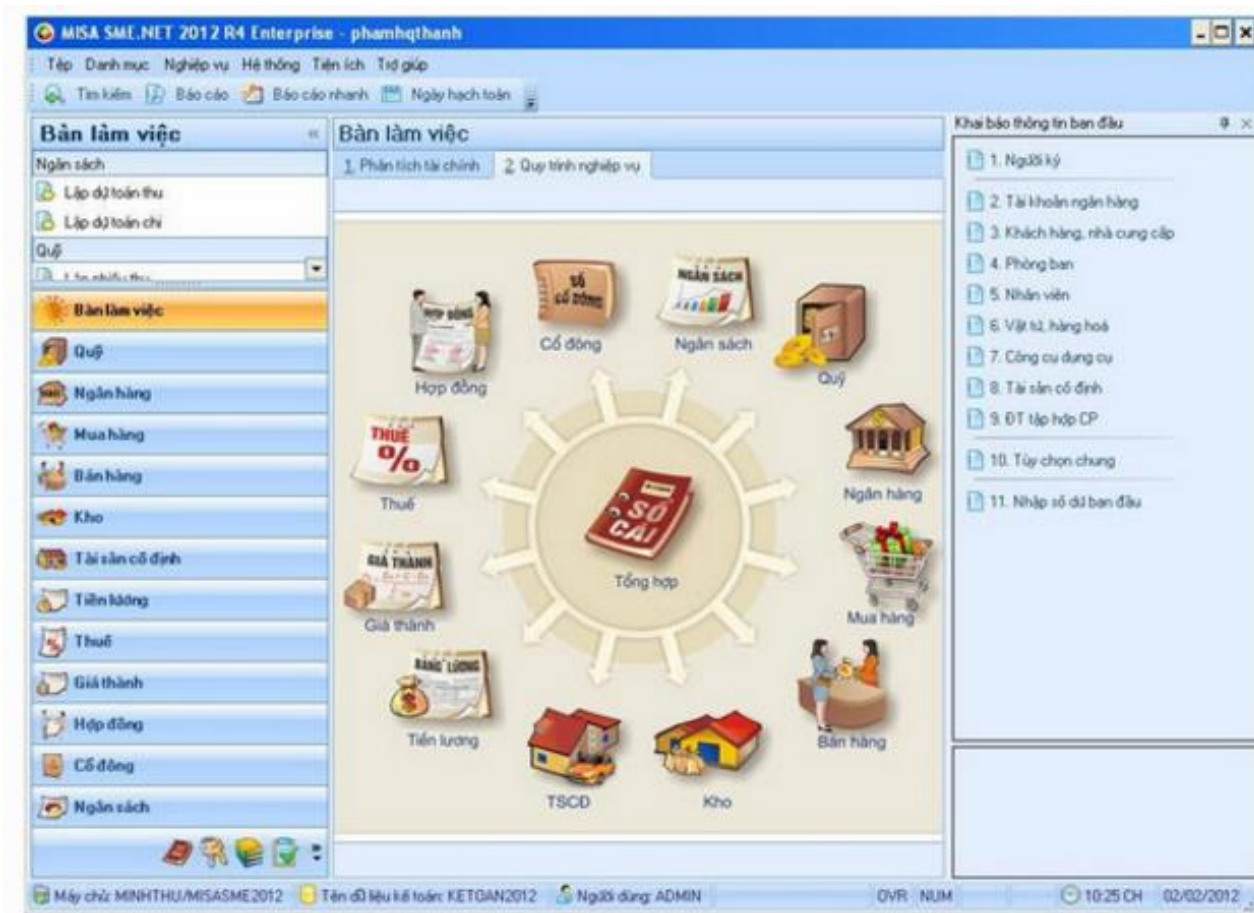 MISA SME.NET 2012 R4 Enterprise - phamhqthanh
Tệp Danh mục Nghiệp vụ Hệ thống Tiện ích Trợ giúp
Tìm kiếm Báo cáo Báo cáo nhanh Ngày hạch toán
Bàn làm việc
Ngân sách
Lập dự toán thu
Lập dự toán chi
Quỹ
Lập phiếu thu
Bàn làm việc
Quỹ
Ngân hàng
Mua hàng
Bán hàng
Kho
Tài sản cố định
Tiền lương
Thuế
Giá thành
Hợp đồng
Cổ đông
Ngân sách
Bàn làm việc
1. Phân tích tài chính 2. Quy trình nghiệp vụ
HỢP ĐỒNG
Hợp đồng
SỔ
CỔ ĐÔNG
Cổ đông
NGÂN SÁCH
Ngân sách
Quỹ
THUẾ
%
Thuế
Ngân hàng
SỔ
CÁI
Tổng hợp
GIÁ THÀNH
Giá thành
Mua hàng
BẢNG LƯƠNG
Tiền lương
TSCD
Kho
Bán hàng
Khai báo thông tin ban đầu
1. Người ký
2. Tài khoản ngân hàng
3. Khách hàng, nhà cung cấp
4. Phòng ban
5. Nhân viên
6. Vật tư, hàng hoá
7. Công cụ dụng cụ
8. Tài sản cố định
9. ĐT tập hợp CP
10. Tùy chọn chung
11. Nhập số dư ban đầu
Máy chủ: MINHTHU/MISASME2012 Tên dữ liệu kế toán: KETOAN2012 Người dùng: ADMIN OVR NUM 10:25 CH 02/02/2012